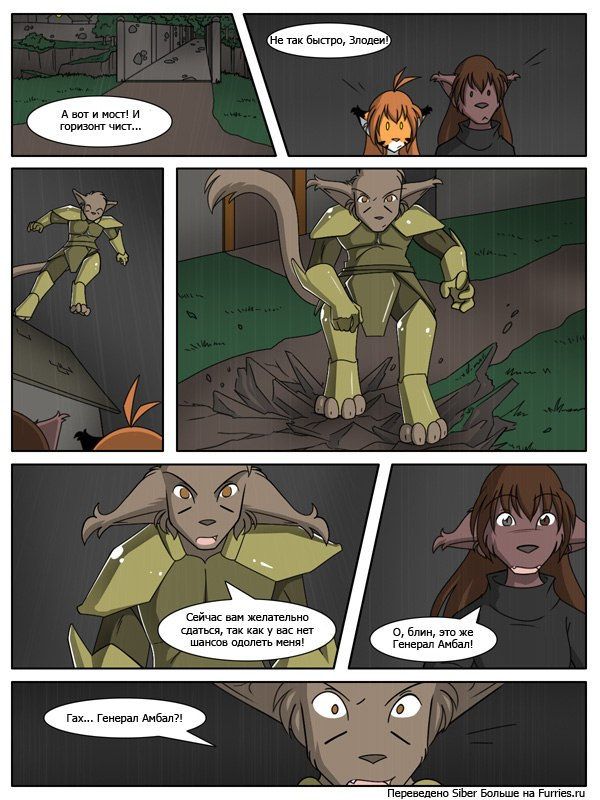 А вот и мост! И
горизонт чист...
Не так быстро, Злодеи!
Сейчас вам желательно
сдаться, так как у вас нет
шансов одолеть меня!
О, блин, это же
Генерал Амбал!
Гах... Генерал Амбал?!
Переведено Siber Больше на Furries.ru